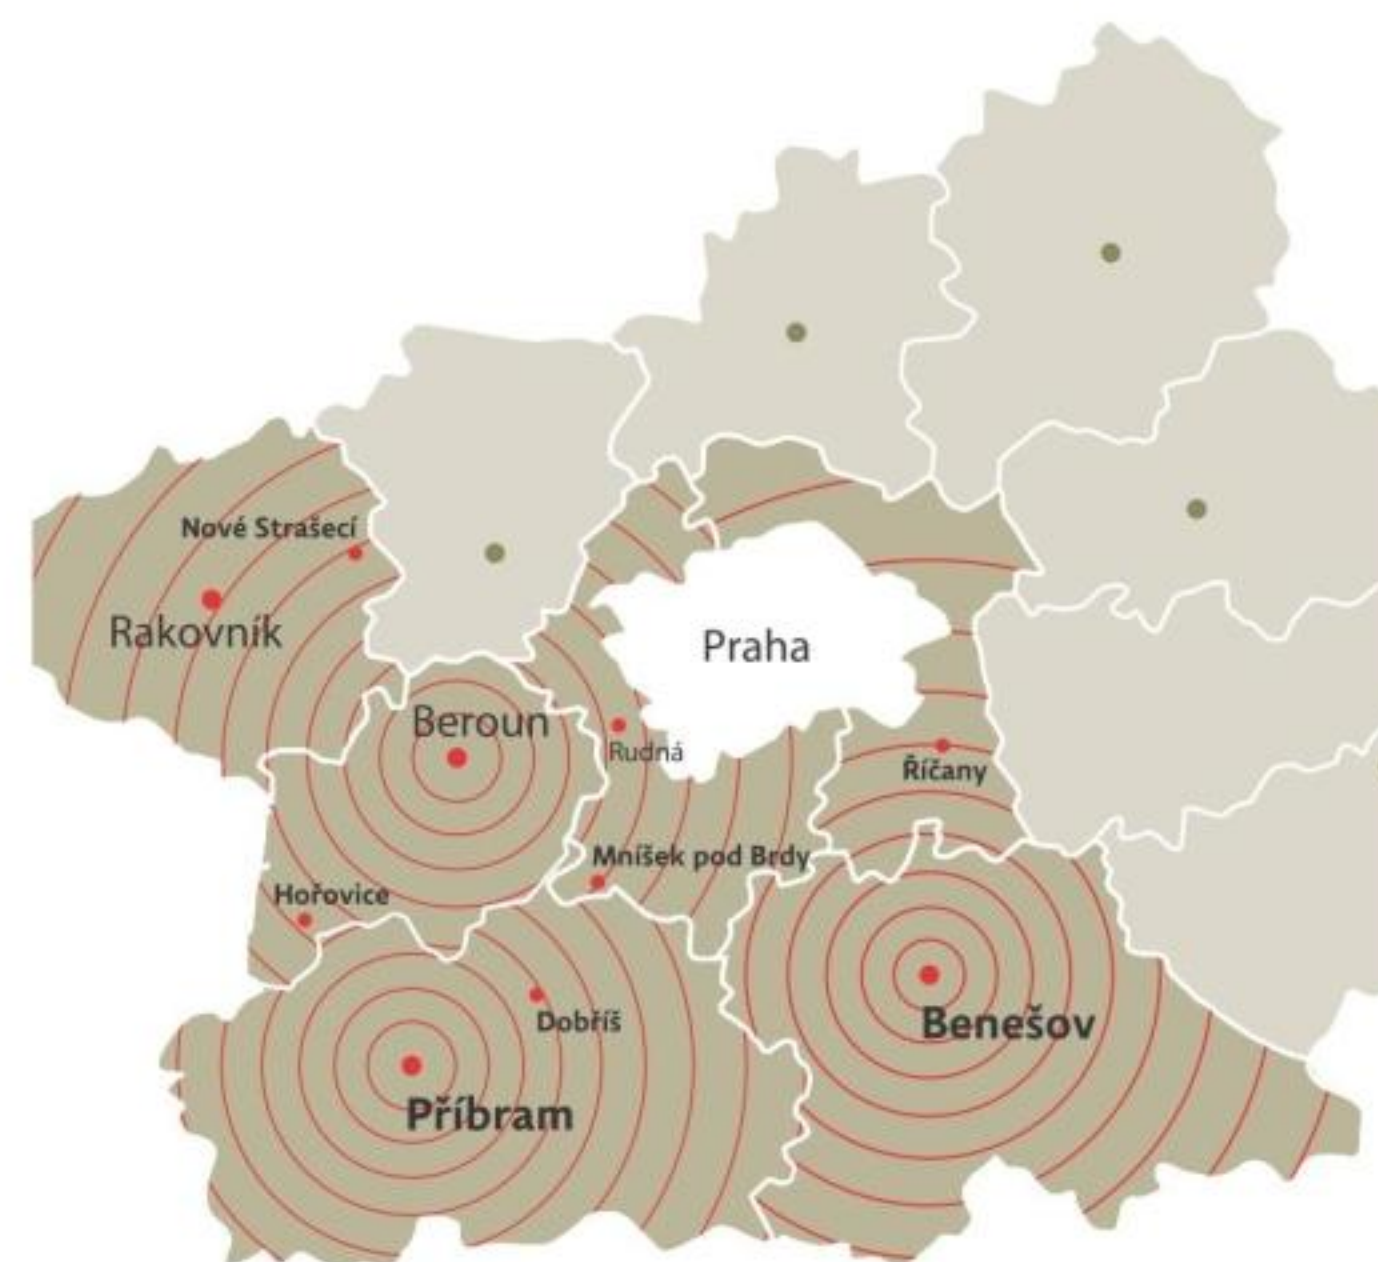 Nové Strašecí
Rakovník
Praha
Beroun
Rudná
Říčany
Mníšek pod Brdy
Hořovice
Dobříš
Benešov
Příbram